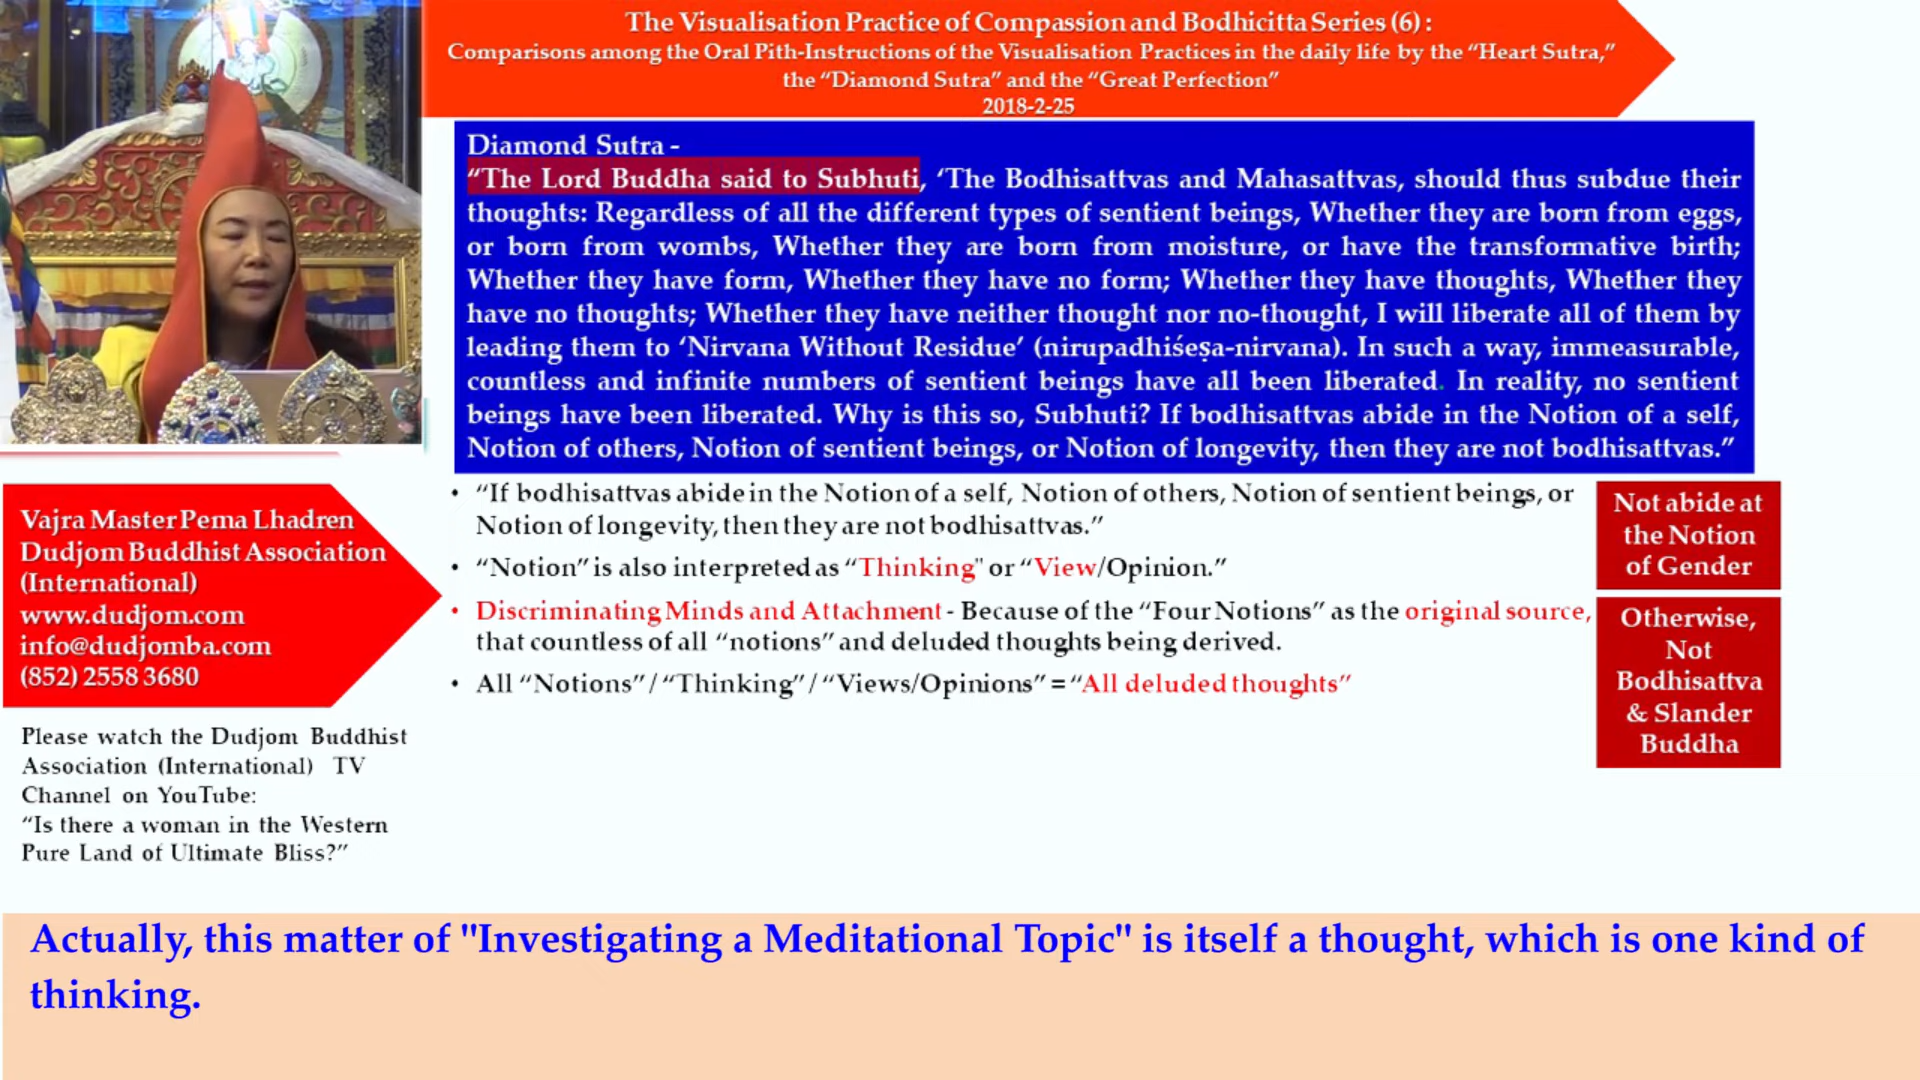 The Visualisation Practice of Compassion and Bodhicitta Series (6) :
Comparisons among the Oral Pith-Instructions of the Visualisation Practices in the daily life by the “Heart Sutra,”
the “Diamond Sutra” and the “Great Perfection”
2018-2-25
Diamond Sutra -
“The Lord Buddha said to Subhuti, ‘The Bodhisattvas and Mahasattvas, should thus subdue their
thoughts: Regardless of all the different types of sentient beings, Whether they are born from eggs,
or born from wombs, Whether they are born from moisture, or have the transformative birth;
Whether they have form, Whether they have no form; Whether they have thoughts, Whether they
have no thoughts; Whether they have neither thought nor no-thought, I will liberate all of them by
leading them to ‘Nirvana Without Residue’ (nirupadhiśeṣa-nirvana). In such a way, immeasurable,
countless and infinite numbers of sentient beings have all been liberated. In reality, no sentient
beings have been liberated. Why is this so, Subhuti? If bodhisattvas abide in the Notion of a self,
Notion of others, Notion of sentient beings, or Notion of longevity, then they are not bodhisattvas.”
• “If bodhisattvas abide in the Notion of a self, Notion of others, Notion of sentient beings, or
Notion of longevity, then they are not bodhisattvas.”
• “Notion” is also interpreted as “Thinking" or “View/Opinion.”
• Discriminating Minds and Attachment - Because of the “Four Notions” as the original source,
that countless of all “notions” and deluded thoughts being derived.
• All “Notions” / “Thinking” / “Views/Opinions” = “All deluded thoughts”
Not abide at
the Notion
of Gender
Otherwise,
Not
Bodhisattva
& Slander
Buddha
Vajra Master Pema Lhadren
Dudjom Buddhist Association
(International)
www.dudjom.com
info@dudjomba.com
(852) 2558 3680
Please watch the Dudjom Buddhist
Association (International) TV
Channel on YouTube:
“Is there a woman in the Western
Pure Land of Ultimate Bliss?”
Actually, this matter of "Investigating a Meditational Topic" is itself a thought, which is one kind of
thinking.